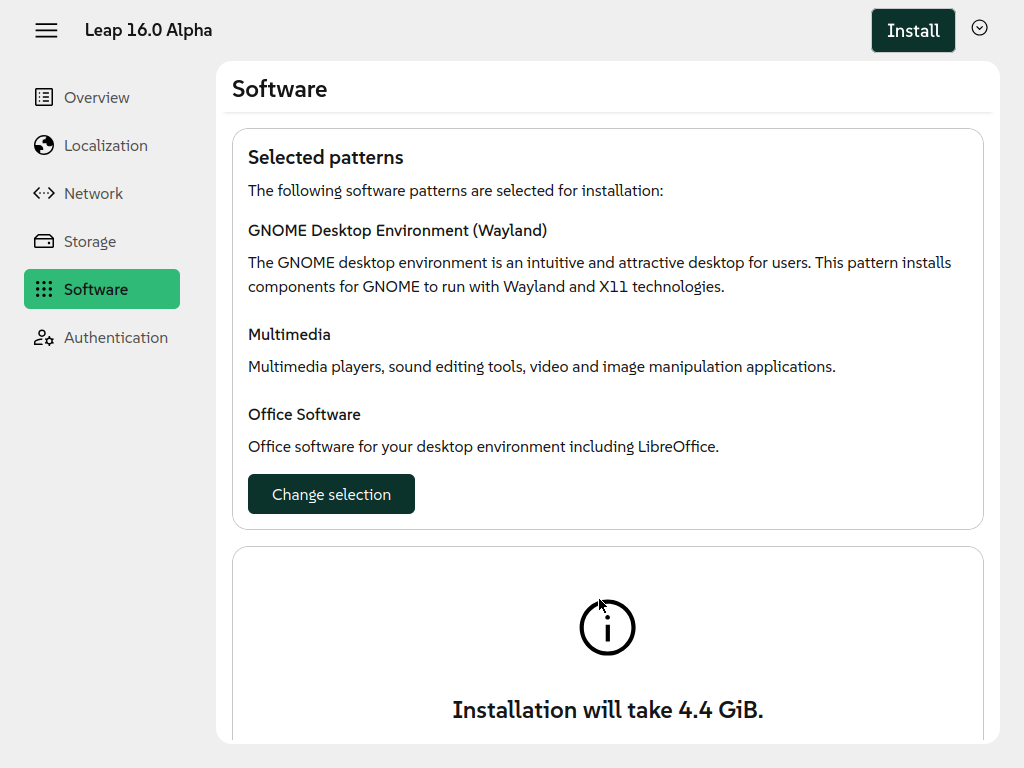 Leap 16.0 Alpha
Install
Overview
Localization
Network
Storage
Software
Authentication
Software
Selected patterns
The following software patterns are selected for installation:
GNOME Desktop Environment (Wayland)
The GNOME desktop environment is an intuitive and attractive desktop for users. This pattern installs
components for GNOME to run with Wayland and X11 technologies.
Multimedia
Multimedia players, sound editing tools, video and image manipulation applications.
Office Software
Office software for your desktop environment including LibreOffice.
Change selection
Installation will take 4.4 GiB.